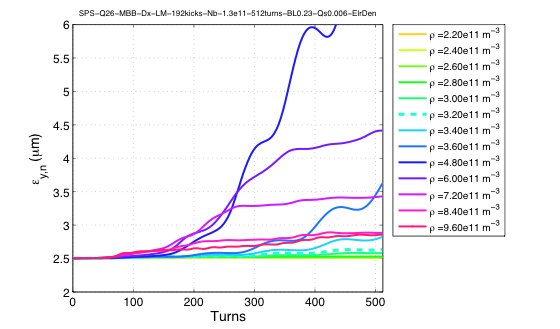 SPS-Q26-MBB-Dx-LM-192kicks-Nb-1.3e11-512turns-BL0.23-Qs0.006-ElrDen
6
5.5
5
4.5
4
3.5
3
2.5
2
ε_{y,n} (μm)
0 100 200 300 400 500
Turns
ρ =2.20e11 m⁻³
ρ =2.40e11 m⁻³
ρ =2.60e11 m⁻³
ρ =2.80e11 m⁻³
ρ =3.00e11 m⁻³
ρ =3.20e11 m⁻³
ρ =3.40e11 m⁻³
ρ =3.60e11 m⁻³
ρ =4.80e11 m⁻³
ρ =6.00e11 m⁻³
ρ =7.20e11 m⁻³
ρ =8.40e11 m⁻³
ρ =9.60e11 m⁻³